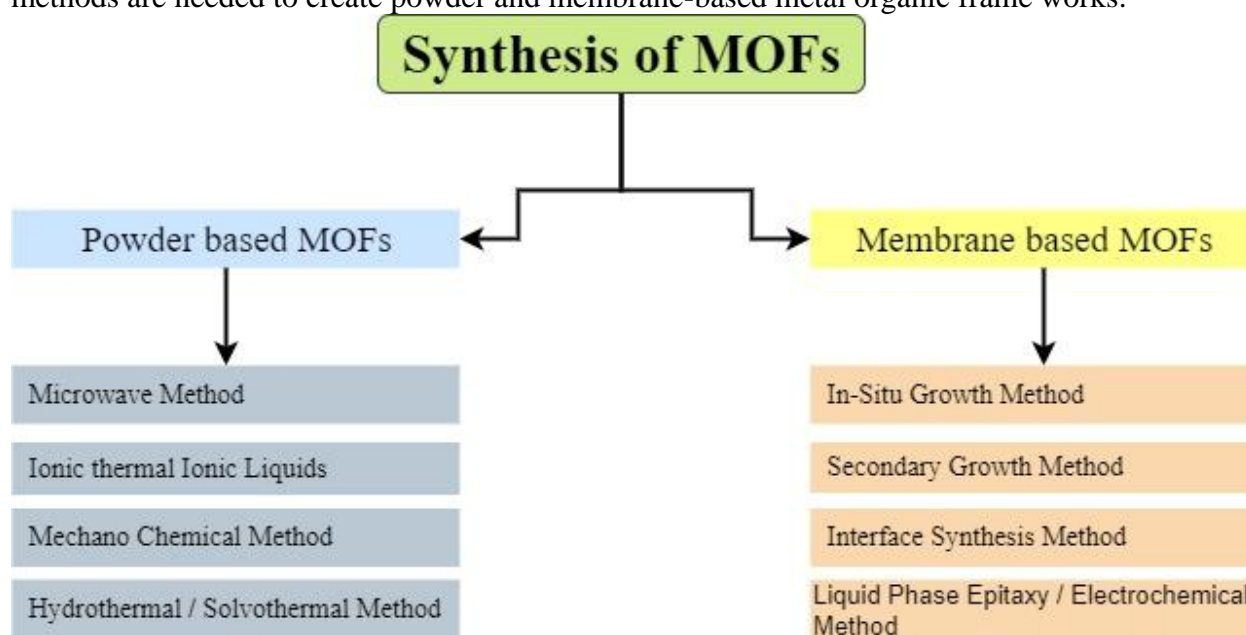 methods are needed to create powder and membrane-based metal organic frame works.
Synthesis of MOFs
Powder based MOFs
Membrane based MOFs
Microwave Method
Ionic thermal Ionic Liquids
Mechano Chemical Method
Hydrothermal / Solvothermal Method
In-Situ Growth Method
Secondary Growth Method
Interface Synthesis Method
Liquid Phase Epitaxy / Electrochemical
Method